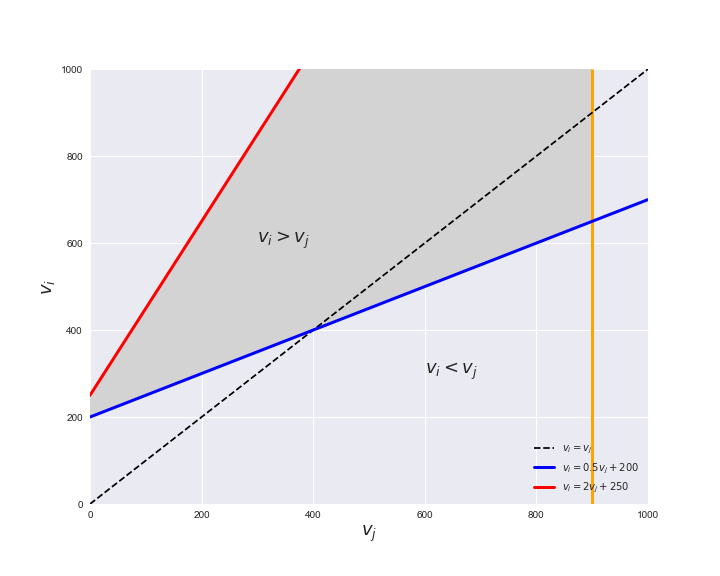 1000
800
600
400
200
0
v_i
v_i > v_j
v_i < v_j
v_i = v_j
v_i = 0.5v_j + 200
v_i = 2v_j + 250
0 200 400 600 800 1000
v_j